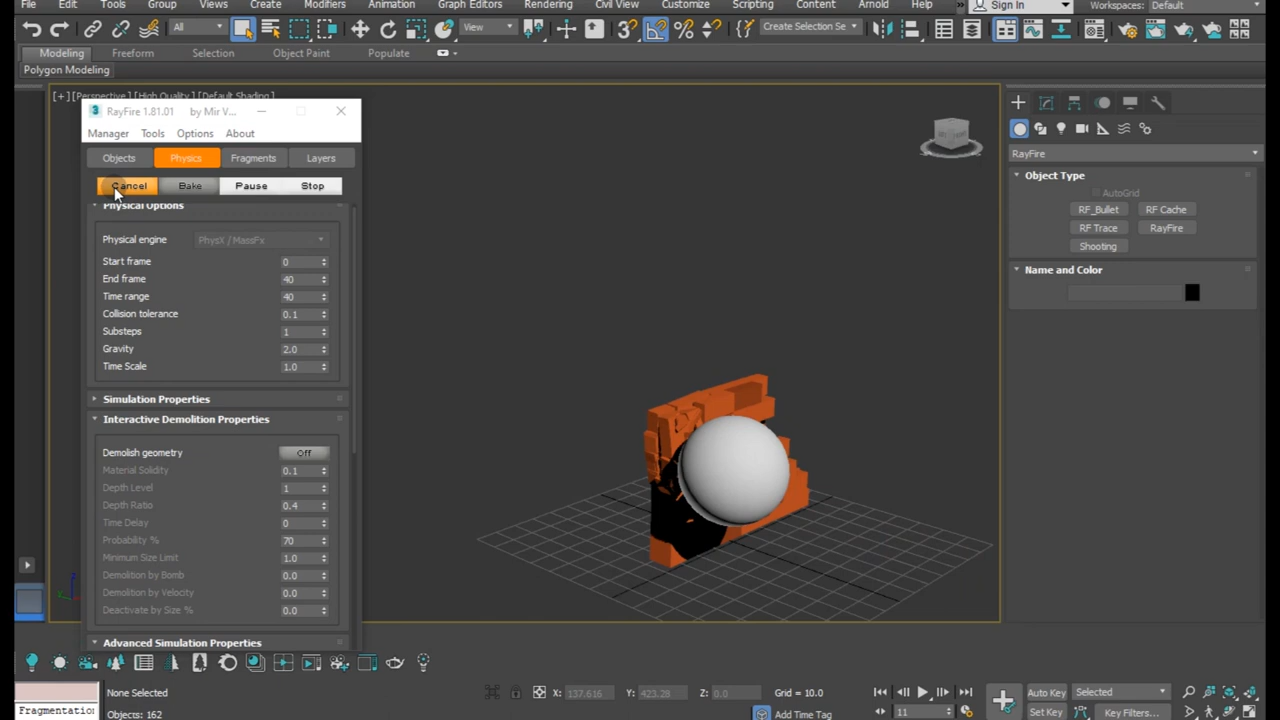 File Edit Tools Group Views Create Modifiers Animation Graph Editors Rendering Civil View Customize Scripting Content Arnold Help » Sign In Workspaces: Default
All View Create Selection Se
Modeling Freeform Selection Object Paint Populate
Polygon Modeling
[+] [Perspective] [High Quality] [Default Shading]
3 RayFire 1.81.01 by Mir V...
Manager Tools Options About
Objects Physics Fragments Layers
Cancel Bake Pause Stop
Physical Options
Physical engine PhysX / MassFx
Start frame 0
End frame 40
Time range 40
Collision tolerance 0.1
Substeps 1
Gravity 2.0
Time Scale 1.0
Simulation Properties
Interactive Demolition Properties
Demolish geometry Off
Material Solidity 0.1
Depth Level 1
Depth Ratio 0.4
Time Delay 0
Probability % 70
Minimum Size Limit 1.0
Demolition by Bomb 0.0
Demolition by Velocity 0.0
Deactivate by Size % 0.0
Advanced Simulation Properties
RayFire
Object Type
AutoGrid
RF_Bullet RF Cache
RF Trace RayFire
Shooting
Name and Color
None Selected X: 137.616 Y: 423.28 Z: 0.0 Grid = 10.0 Auto Key Selected
Fragmentation Objects: 162 Add Time Tag 11 Set Key Key Filters...